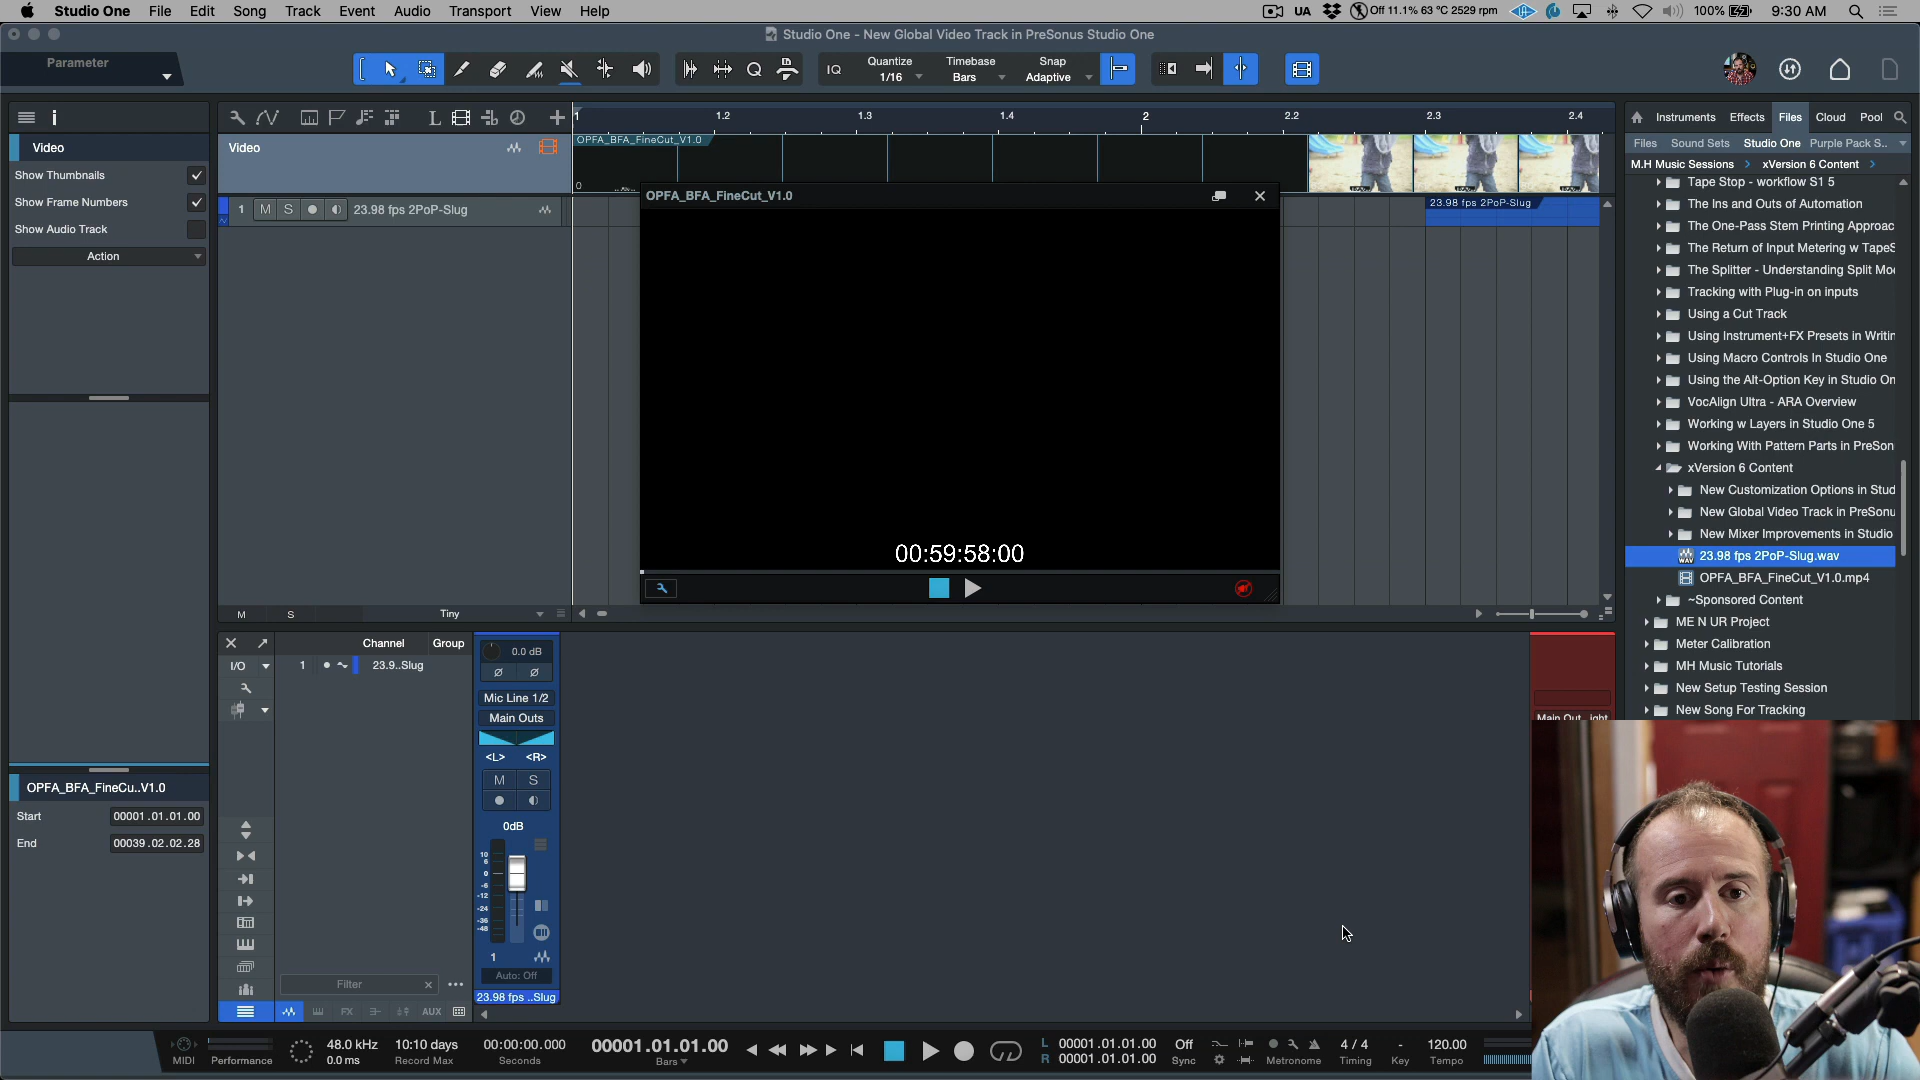 Studio One File Edit Song Track Event Audio Transport View Help
UA Off 11.1% 63 °C 2529 rpm 100% 9:30 AM
Studio One - New Global Video Track in PreSonus Studio One
Parameter
IQ
Quantize
1/16
Timebase
Bars
Snap
Adaptive
Video
Show Thumbnails
Show Frame Numbers
Show Audio Track
Action
OPFA_BFA_FineCu..V1.0
Start 00001.01.01.00
End 00039.02.02.28
1 1.2 1.3 1.4 2 2.2 2.3 2.4
Video
OPFA_BFA_FineCut_V1.0
0
1 M S 23.98 fps 2PoP-Slug
23.98 fps 2PoP-Slug
OPFA_BFA_FineCut_V1.0
00:59:58:00
M S Tiny
Channel Group
I/O 1 23.9..Slug
0.0 dB
Mic Line 1/2
Main Outs
<L> <R>
M S
0dB
10
6
0
-6
-12
-24
-36
-48
1
Auto: Off
23.98 fps ..Slug
Filter
FX AUX
Instruments Effects Files Cloud Pool
Files Sound Sets Studio One Purple Pack S..
M.H Music Sessions xVersion 6 Content
Tape Stop - workflow S1 5
The Ins and Outs of Automation
The One-Pass Stem Printing Approac
The Return of Input Metering w TapeS
The Splitter - Understanding Split Mo
Tracking with Plug-in on inputs
Using a Cut Track
Using Instrument+FX Presets in Writin
Using Macro Controls In Studio One
Using the Alt-Option Key in Studio On
VocAlign Ultra - ARA Overview
Working w Layers in Studio One 5
Working With Pattern Parts in PreSon
xVersion 6 Content
New Customization Options in Stud
New Global Video Track in PreSonu
New Mixer Improvements in Studio
23.98 fps 2PoP-Slug.wav
OPFA_BFA_FineCut_V1.0.mp4
~Sponsored Content
ME N UR Project
Meter Calibration
MH Music Tutorials
New Setup Testing Session
New Song For Tracking
MIDI
Performance
48.0 kHz
0.0 ms
10:10 days
Record Max
00:00:00.000
Seconds
00001.01.01.00
Bars
L 00001.01.01.00
R 00001.01.01.00
Off
Sync
Metronome
4 / 4
Timing
-
Key
120.00
Tempo